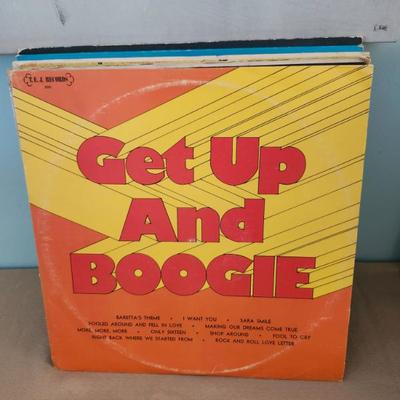 T.E.J. RECORDS
Get Up
And
BOOGIE
BARETTA'S THEME • I WANT YOU • SARA SMILE
FOOLED AROUND AND FELL IN LOVE • MAKING OUR DREAMS COME TRUE
MORE, MORE, MORE • ONLY SIXTEEN • SHOP AROUND • FOOL TO CRY
RIGHT BACK WHERE WE STARTED FROM • ROCK AND ROLL LOVE LETTER